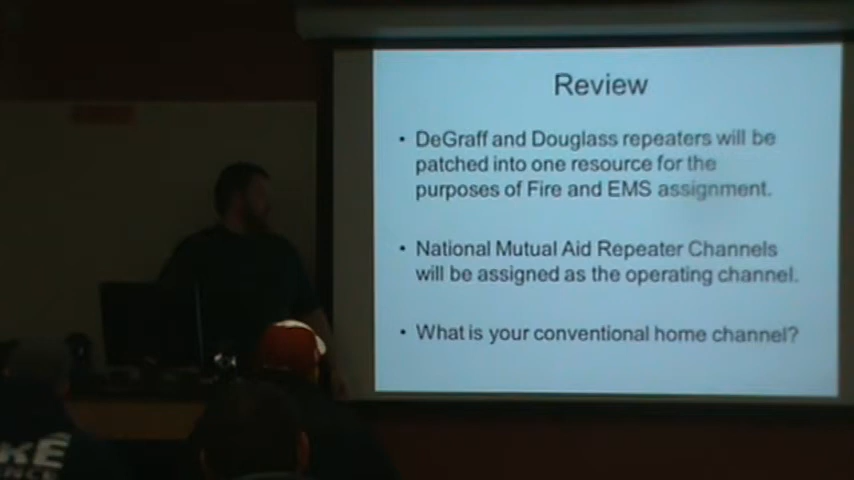 Review
• DeGraff and Douglass repeaters will be
patched into one resource for the
purposes of Fire and EMS assignment.
• National Mutual Aid Repeater Channels
will be assigned as the operating channel.
• What is your conventional home channel?